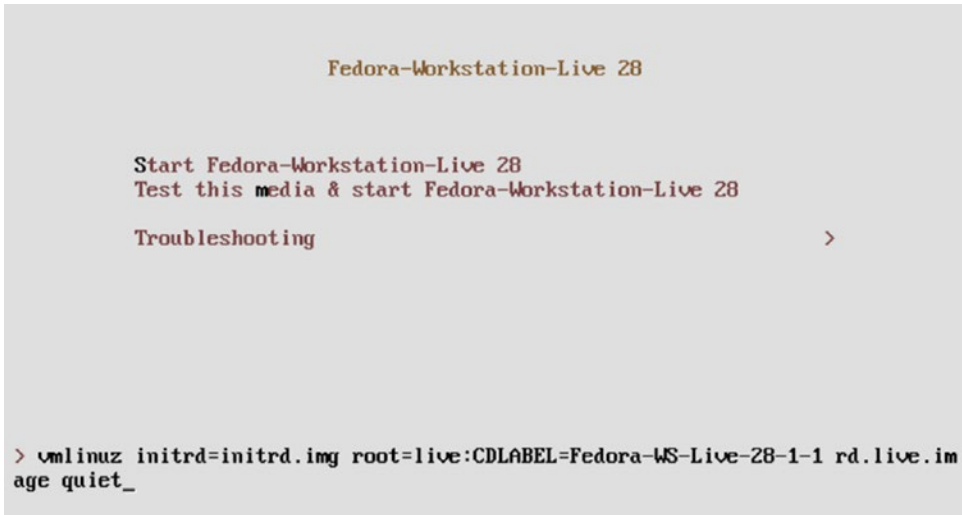 Fedora-Workstation-Live 28
Start Fedora-Workstation-Live 28
Test this media & start Fedora-Workstation-Live 28
Troubleshooting >
> vmlinuz initrd=initrd.img root=live:CDLABEL=Fedora-WS-Live-28-1-1 rd.live.im
age quiet_